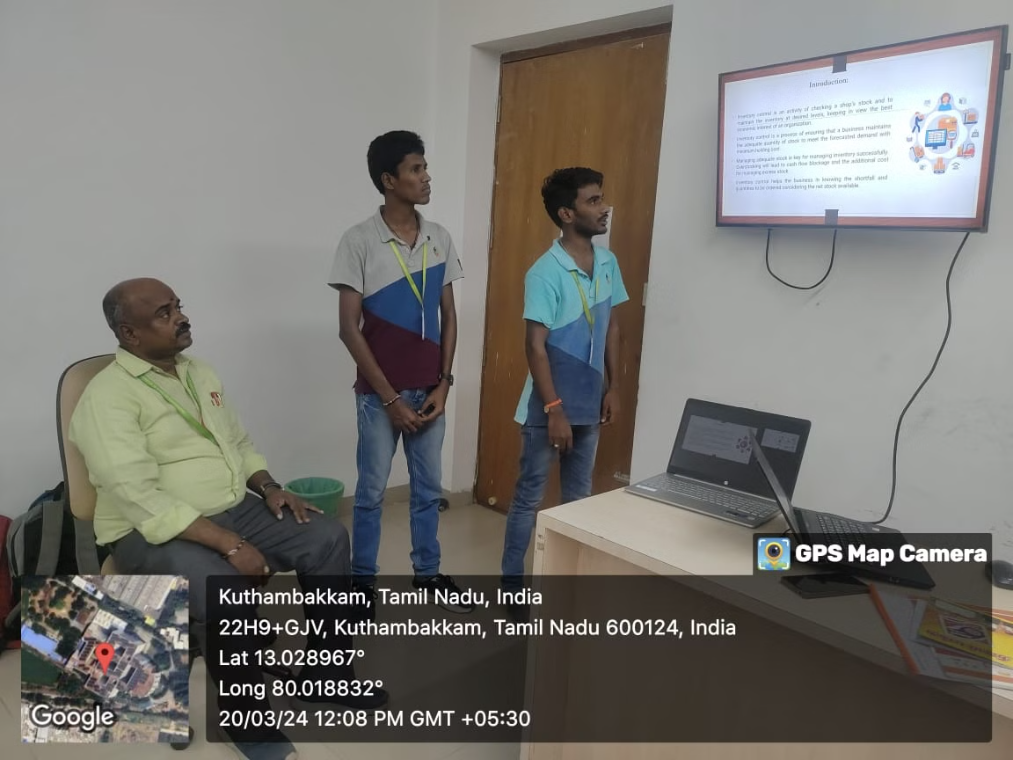 Introduction:
Inventory control is an activity of checking a shop's stock and to
maintain the inventory at desired levels, keeping in view the best
economic interest of an organization.
Inventory control is a process of ensuring that a business maintains
the adequate quantity of stock to meet the forecasted demand with
minimum holding cost
Managing adequate stock is key for managing inventory successfully.
will lead to cash flow and the additional cost
for managing excess stock
Inventory control helps the business in knowing the shortfall and
quantities to be ordered considering the net stock available.
GPS Map Camera
Kuthambakkam, Tamil Nadu, India
22H9+GJV, Kuthambakkam, Tamil Nadu 600124, India
Lat 13.028967°
Long 80.018832°
20/03/24 12:08 PM GMT +05:30
Google